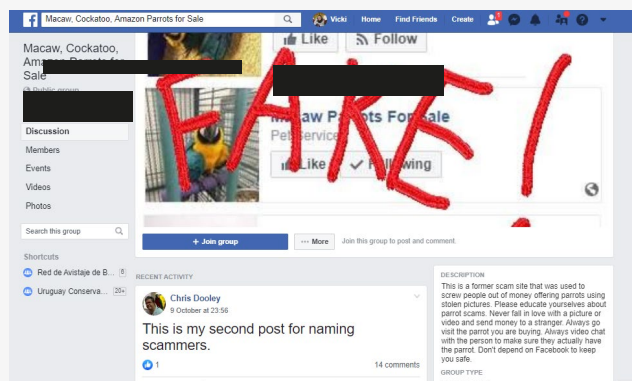 Macaw, Cockatoo, Amazon Parrots for Sale
Vicki Home Find Friends Create
Macaw, Cockatoo,
Amazon Parrots for
Sale
Public group
Discussion
Members
Events
Videos
Photos
Search this group
Shortcuts
Red de Avistaje de B... 6
Uruguay Conserva... 20+
Like Follow
Macaw Parrots For Sale
Pet Service
Like Following
FAKE!
+ Join group
··· More
Join this group to post and comment.
RECENT ACTIVITY
Chris Dooley
9 October at 23:56
This is my second post for naming
scammers.
1
14 comments
DESCRIPTION
This is a former scam site that was used to
screw people out of money offering parrots using
stolen pictures. Please educate yourselves about
parrot scams. Never fall in love with a picture or
video and send money to a stranger. Always go
visit the parrot you are buying. Always video chat
with the person to make sure they actually have
the parrot. Don't depend on Facebook to keep
you safe.
GROUP TYPE